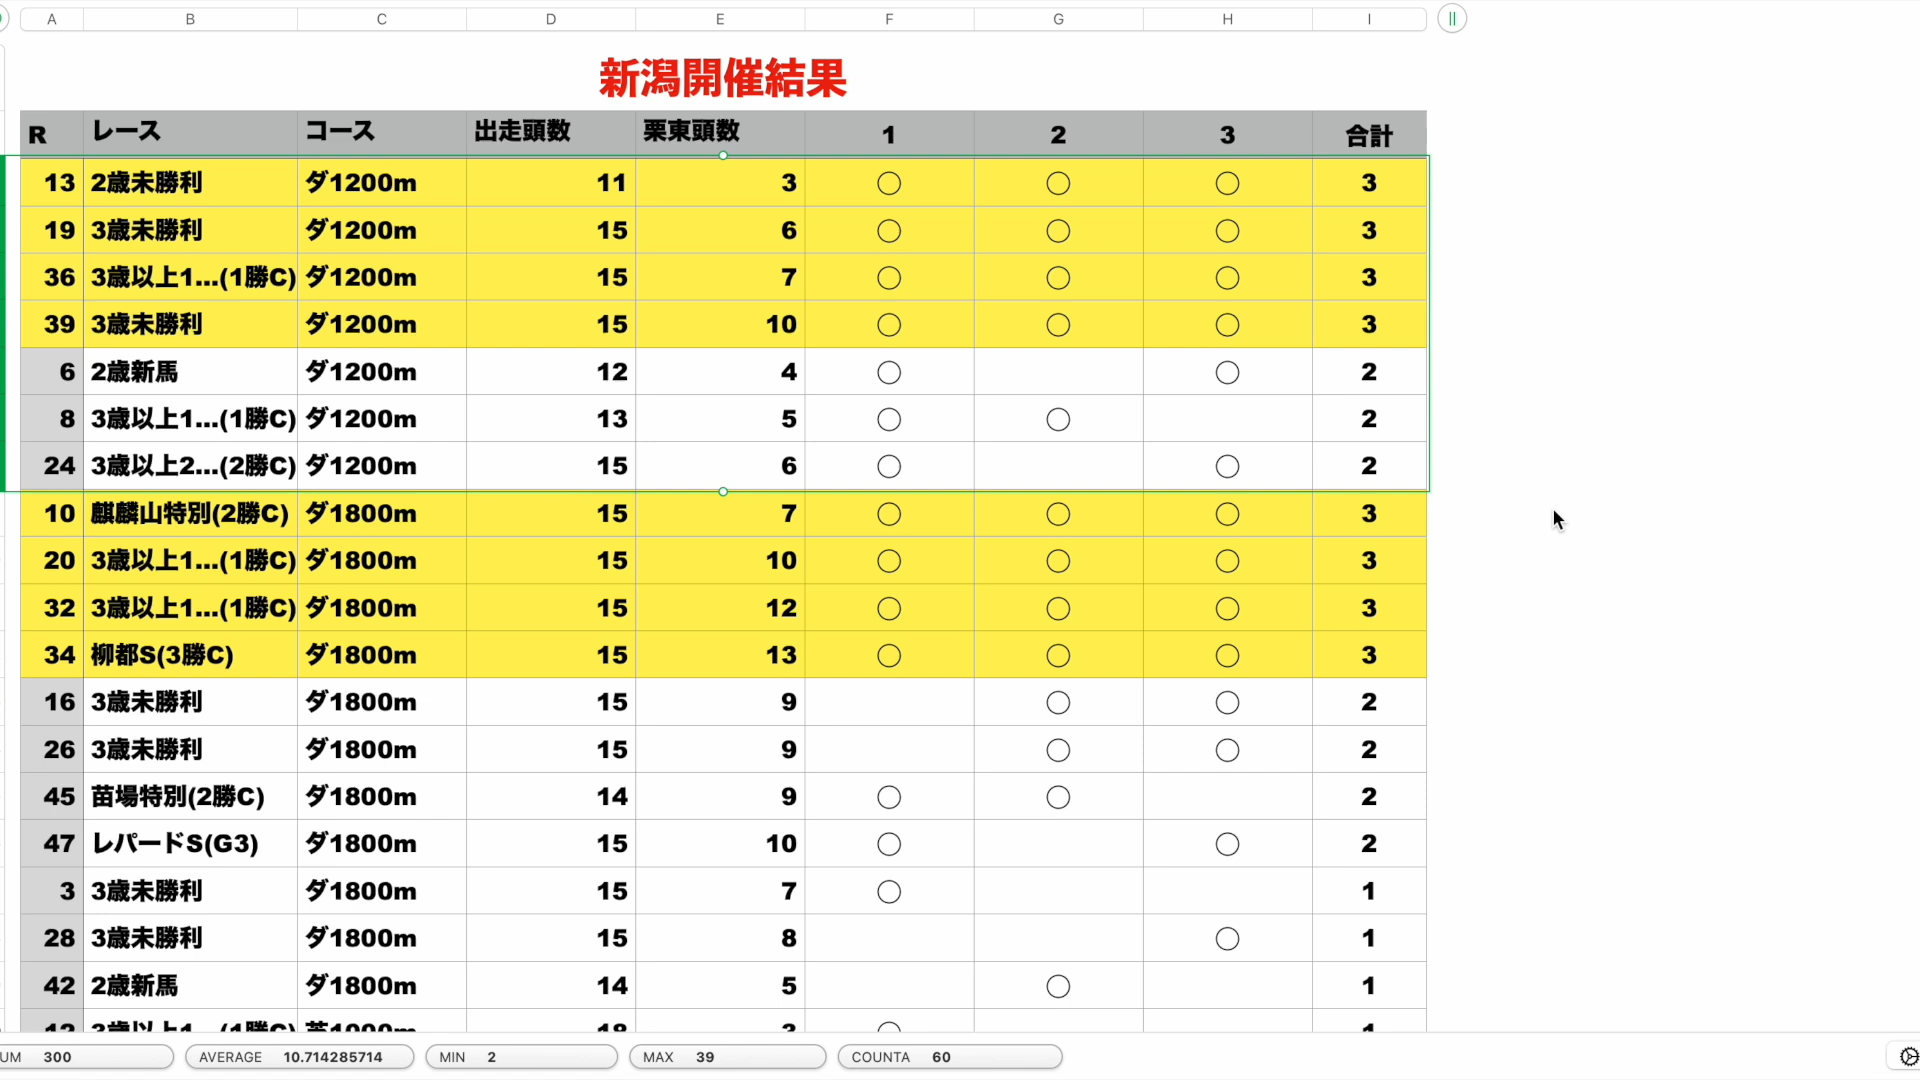 A B C D E F G H I
新潟開催結果
R レース コース 出走頭数 栗東頭数 1 2 3 合計
13 2歳未勝利 ダ1200m 11 3 ◯ ◯ ◯ 3
19 3歳未勝利 ダ1200m 15 6 ◯ ◯ ◯ 3
36 3歳以上1...(1勝C) ダ1200m 15 7 ◯ ◯ ◯ 3
39 3歳未勝利 ダ1200m 15 10 ◯ ◯ ◯ 3
6 2歳新馬 ダ1200m 12 4 ◯ ◯ 2
8 3歳以上1...(1勝C) ダ1200m 13 5 ◯ ◯ 2
24 3歳以上2...(2勝C) ダ1200m 15 6 ◯ ◯ 2
10 麒麟山特別(2勝C) ダ1800m 15 7 ◯ ◯ ◯ 3
20 3歳以上1...(1勝C) ダ1800m 15 10 ◯ ◯ ◯ 3
32 3歳以上1...(1勝C) ダ1800m 15 12 ◯ ◯ ◯ 3
34 柳都S(3勝C) ダ1800m 15 13 ◯ ◯ ◯ 3
16 3歳未勝利 ダ1800m 15 9 ◯ ◯ 2
26 3歳未勝利 ダ1800m 15 9 ◯ ◯ 2
45 苗場特別(2勝C) ダ1800m 14 9 ◯ ◯ 2
47 レパードS(G3) ダ1800m 15 10 ◯ ◯ 2
3 3歳未勝利 ダ1800m 15 7 ◯ 1
28 3歳未勝利 ダ1800m 15 8 ◯ 1
42 2歳新馬 ダ1800m 14 5 ◯ 1
UM 300 AVERAGE 10.714285714 MIN 2 MAX 39 COUNTA 60